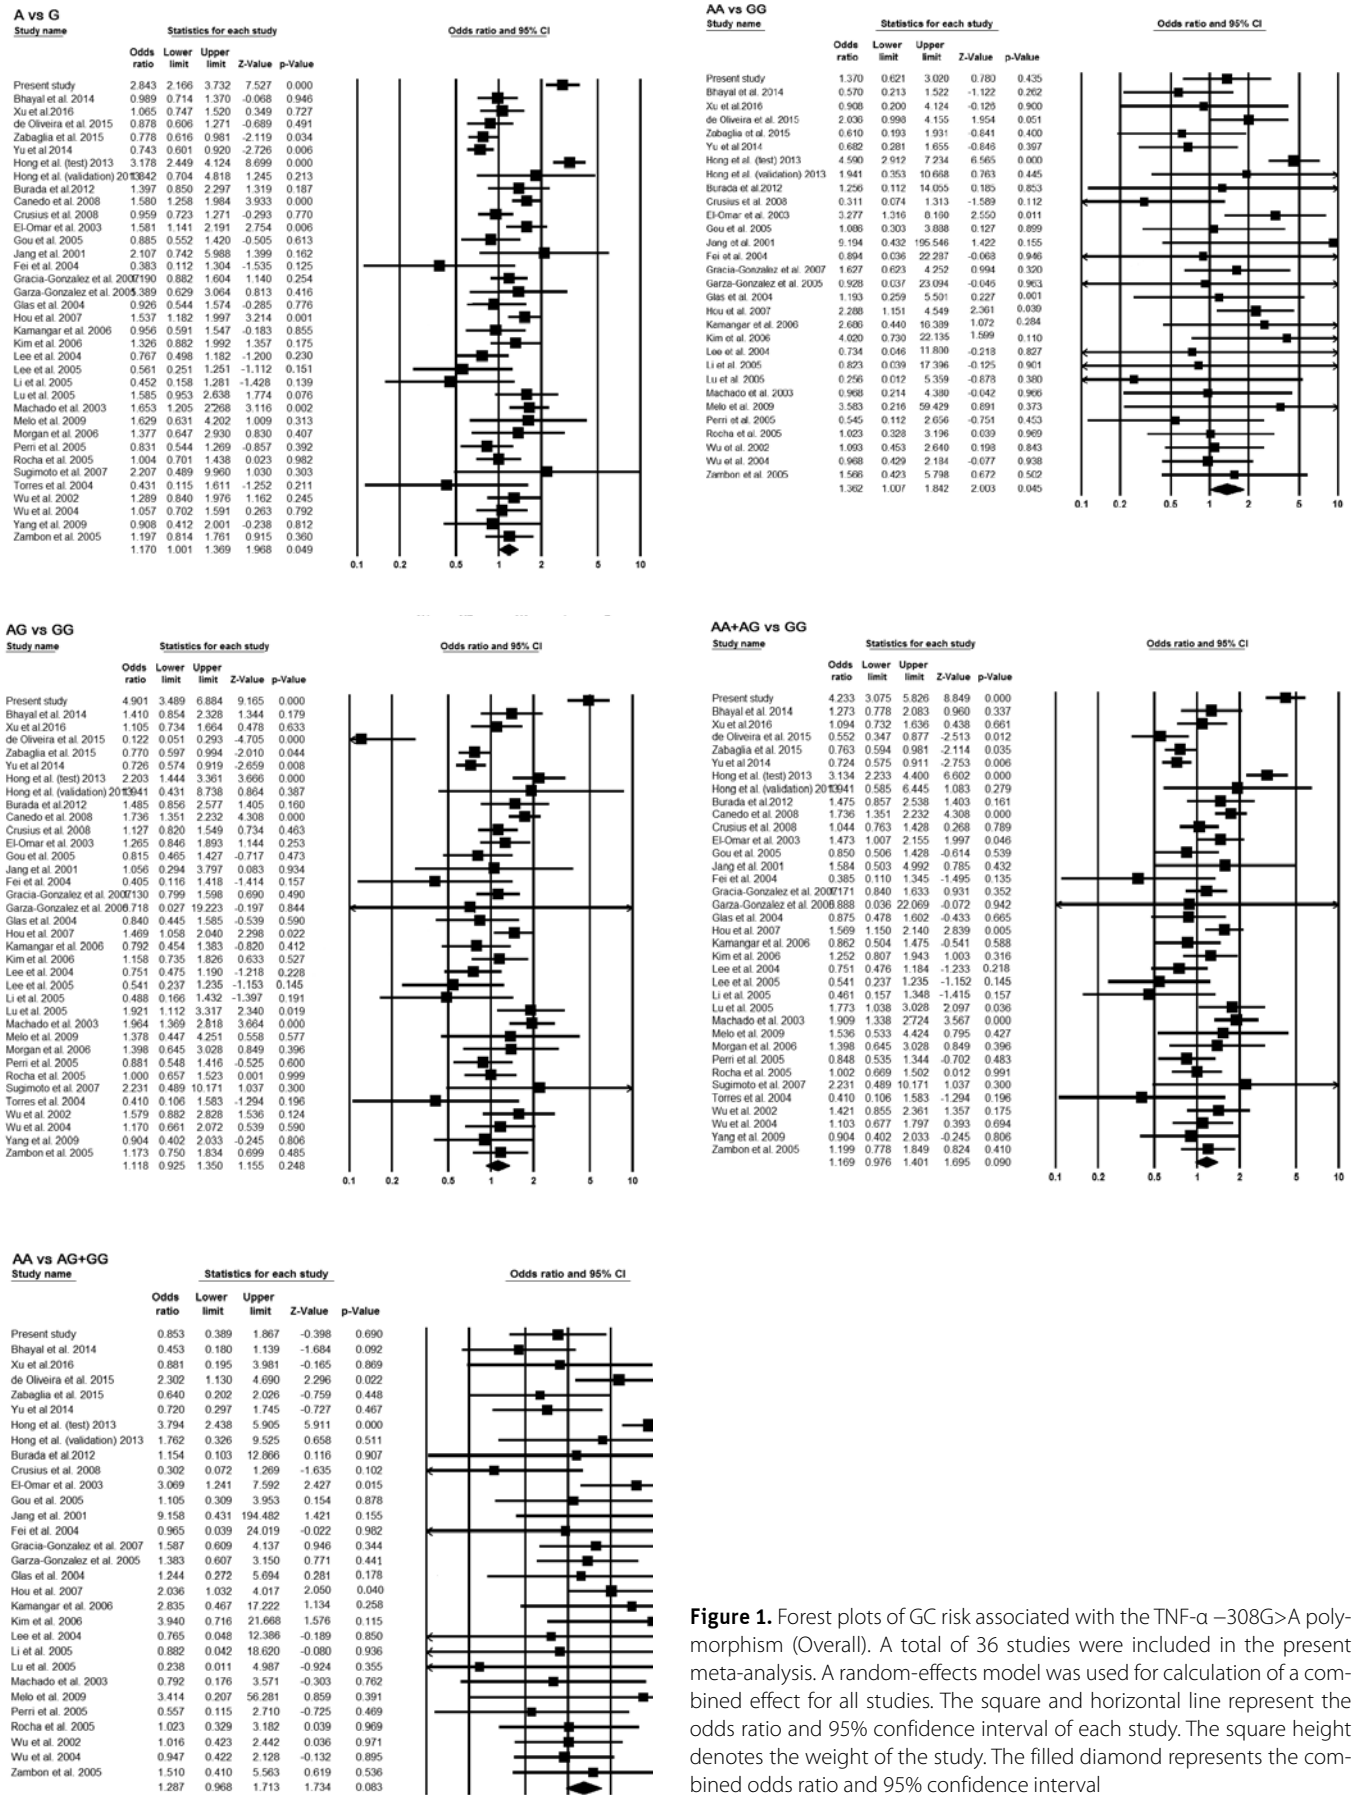 A vs G
Study name Statistics for each study Odds ratio and 95% CI
Odds Lower Upper
ratio limit limit Z-Value p-Value
Present study 2.843 2.166 3.732 7.527 0.000
Bhayal et al. 2014 0.989 0.714 1.370 -0.068 0.946
Xu et al.2016 1.065 0.747 1.520 0.349 0.727
de Oliveira et al. 2015 0.878 0.606 1.271 -0.689 0.491
Zabaglia et al. 2015 0.778 0.616 0.981 -2.119 0.034
Yu et al 2014 0.743 0.601 0.920 -2.726 0.006
Hong et al. (test) 2013 3.178 2.449 4.124 8.699 0.000
Hong et al. (validation) 2013 .842 0.704 4.818 1.245 0.213
Burada et al.2012 1.397 0.850 2.297 1.319 0.187
Canedo et al. 2008 1.580 1.258 1.984 3.933 0.000
Crusius et al. 2008 0.959 0.723 1.271 -0.293 0.770
El-Omar et al. 2003 1.581 1.141 2.191 2.754 0.006
Gou et al. 2005 0.885 0.552 1.420 -0.505 0.613
Jang et al. 2001 2.107 0.742 5.988 1.399 0.162
Fei et al. 2004 0.383 0.112 1.304 -1.535 0.125
Gracia-Gonzalez et al. 2007 .190 0.882 1.604 1.140 0.254
Garza-Gonzalez et al. 2005 .389 0.629 3.064 0.813 0.416
Glas et al. 2004 0.926 0.544 1.574 -0.285 0.776
Hou et al. 2007 1.537 1.182 1.997 3.214 0.001
Kamangar et al. 2006 0.956 0.591 1.547 -0.183 0.855
Kim et al. 2006 1.326 0.882 1.992 1.357 0.175
Lee et al. 2004 0.767 0.498 1.182 -1.200 0.230
Lee et al. 2005 0.561 0.251 1.251 -1.112 0.151
Li et al. 2005 0.452 0.158 1.281 -1.428 0.139
Lu et al. 2005 1.585 0.953 2.638 1.774 0.076
Machado et al. 2003 1.653 1.205 2.268 3.116 0.002
Melo et al. 2009 1.629 0.631 4.202 1.009 0.313
Morgan et al. 2006 1.377 0.647 2.930 0.830 0.407
Perri et al. 2005 0.831 0.544 1.269 -0.857 0.392
Rocha et al. 2005 1.004 0.701 1.438 0.023 0.982
Sugimoto et al. 2007 2.207 0.489 9.960 1.030 0.303
Torres et al. 2004 0.431 0.115 1.611 -1.252 0.211
Wu et al. 2002 1.289 0.840 1.976 1.162 0.245
Wu et al. 2004 1.057 0.702 1.591 0.263 0.792
Yang et al. 2009 0.908 0.412 2.001 -0.238 0.812
Zambon et al. 2005 1.197 0.814 1.761 0.915 0.360
1.170 1.001 1.369 1.968 0.049
0.1 0.2 0.5 1 2 5 10
AA vs GG
Study name Statistics for each study Odds ratio and 95% CI
Odds Lower Upper
ratio limit limit Z-Value p-Value
Present study 1.370 0.621 3.020 0.780 0.435
Bhayal et al. 2014 0.570 0.213 1.522 -1.122 0.262
Xu et al.2016 0.908 0.200 4.124 -0.126 0.900
de Oliveira et al. 2015 2.036 0.998 4.155 1.954 0.051
Zabaglia et al. 2015 0.610 0.193 1.931 -0.841 0.400
Yu et al 2014 0.682 0.281 1.655 -0.846 0.397
Hong et al. (test) 2013 4.590 2.912 7.234 6.565 0.000
Hong et al. (validation) 2013 1.941 0.353 10.668 0.763 0.445
Burada et al.2012 1.256 0.112 14.055 0.185 0.853
Crusius et al. 2008 0.311 0.074 1.313 -1.589 0.112
El-Omar et al. 2003 3.277 1.316 8.160 2.550 0.011
Gou et al. 2005 1.086 0.303 3.888 0.127 0.899
Jang et al. 2001 9.194 0.432 195.546 1.422 0.155
Fei et al. 2004 0.894 0.036 22.287 -0.068 0.946
Gracia-Gonzalez et al. 2007 1.627 0.623 4.252 0.994 0.320
Garza-Gonzalez et al. 2005 0.928 0.037 23.094 -0.046 0.963
Glas et al. 2004 1.193 0.259 5.501 0.227 0.001
Hou et al. 2007 2.288 1.151 4.549 2.361 0.039
Kamangar et al. 2006 2.686 0.440 16.389 1.072 0.284
Kim et al. 2006 4.020 0.730 22.135 1.599 0.110
Lee et al. 2004 0.734 0.046 11.800 -0.218 0.827
Li et al. 2005 0.823 0.039 17.396 -0.125 0.901
Lu et al. 2005 0.256 0.012 5.359 -0.878 0.380
Machado et al. 2003 0.968 0.214 4.380 -0.042 0.966
Melo et al. 2009 3.583 0.216 59.429 0.891 0.373
Perri et al. 2005 0.545 0.112 2.656 -0.751 0.453
Rocha et al. 2005 1.023 0.328 3.196 0.039 0.969
Wu et al. 2002 1.093 0.453 2.640 0.198 0.843
Wu et al. 2004 0.968 0.429 2.184 -0.077 0.938
Zambon et al. 2005 1.566 0.423 5.798 0.672 0.502
1.362 1.007 1.842 2.003 0.045
0.1 0.2 0.5 1 2 5 10
AG vs GG
Study name Statistics for each study Odds ratio and 95% CI
Odds Lower Upper
ratio limit limit Z-Value p-Value
Present study 4.901 3.489 6.884 9.165 0.000
Bhayal et al. 2014 1.410 0.854 2.328 1.344 0.179
Xu et al.2016 1.105 0.734 1.664 0.478 0.633
de Oliveira et al. 2015 0.122 0.051 0.293 -4.705 0.000
Zabaglia et al. 2015 0.770 0.597 0.994 -2.010 0.044
Yu et al 2014 0.726 0.574 0.919 -2.659 0.008
Hong et al. (test) 2013 2.203 1.444 3.361 3.666 0.000
Hong et al. (validation) 2013 .941 0.431 8.738 0.864 0.387
Burada et al.2012 1.485 0.856 2.577 1.405 0.160
Canedo et al. 2008 1.736 1.351 2.232 4.308 0.000
Crusius et al. 2008 1.127 0.820 1.549 0.734 0.463
El-Omar et al. 2003 1.265 0.846 1.893 1.144 0.253
Gou et al. 2005 0.815 0.465 1.427 -0.717 0.473
Jang et al. 2001 1.056 0.294 3.797 0.083 0.934
Fei et al. 2004 0.405 0.116 1.418 -1.414 0.157
Gracia-Gonzalez et al. 2007 .130 0.799 1.598 0.690 0.490
Garza-Gonzalez et al. 2005 .718 0.027 19.223 -0.197 0.844
Glas et al. 2004 0.840 0.445 1.585 -0.539 0.590
Hou et al. 2007 1.469 1.058 2.040 2.298 0.022
Kamangar et al. 2006 0.792 0.454 1.383 -0.820 0.412
Kim et al. 2006 1.158 0.735 1.826 0.633 0.527
Lee et al. 2004 0.751 0.475 1.190 -1.218 0.228
Lee et al. 2005 0.541 0.237 1.235 -1.153 0.145
Li et al. 2005 0.488 0.166 1.432 -1.397 0.191
Lu et al. 2005 1.921 1.112 3.317 2.340 0.019
Machado et al. 2003 1.964 1.369 2.818 3.664 0.000
Melo et al. 2009 1.378 0.447 4.251 0.558 0.577
Morgan et al. 2006 1.398 0.645 3.028 0.849 0.396
Perri et al. 2005 0.881 0.548 1.416 -0.525 0.600
Rocha et al. 2005 1.000 0.657 1.523 0.001 0.999
Sugimoto et al. 2007 2.231 0.489 10.171 1.037 0.300
Torres et al. 2004 0.410 0.106 1.583 -1.294 0.196
Wu et al. 2002 1.579 0.882 2.828 1.536 0.124
Wu et al. 2004 1.170 0.661 2.072 0.539 0.590
Yang et al. 2009 0.904 0.402 2.033 -0.245 0.806
Zambon et al. 2005 1.173 0.750 1.834 0.699 0.485
1.118 0.925 1.350 1.155 0.248
0.1 0.2 0.5 1 2 5 10
AA+AG vs GG
Study name Statistics for each study Odds ratio and 95% CI
Odds Lower Upper
ratio limit limit Z-Value p-Value
Present study 4.233 3.075 5.826 8.849 0.000
Bhayal et al. 2014 1.273 0.778 2.083 0.960 0.337
Xu et al.2016 1.094 0.732 1.636 0.438 0.661
de Oliveira et al. 2015 0.552 0.347 0.877 -2.513 0.012
Zabaglia et al. 2015 0.763 0.594 0.981 -2.114 0.035
Yu et al 2014 0.724 0.575 0.911 -2.753 0.006
Hong et al. (test) 2013 3.134 2.233 4.400 6.602 0.000
Hong et al. (validation) 2013 .941 0.585 6.445 1.083 0.279
Burada et al.2012 1.475 0.857 2.538 1.403 0.161
Canedo et al. 2008 1.736 1.351 2.232 4.308 0.000
Crusius et al. 2008 1.044 0.763 1.428 0.268 0.789
El-Omar et al. 2003 1.473 1.007 2.155 1.997 0.046
Gou et al. 2005 0.850 0.506 1.428 -0.614 0.539
Jang et al. 2001 1.584 0.503 4.992 0.785 0.432
Fei et al. 2004 0.385 0.110 1.345 -1.495 0.135
Gracia-Gonzalez et al. 2007 .171 0.840 1.633 0.931 0.352
Garza-Gonzalez et al. 2005 .888 0.036 22.069 -0.072 0.942
Glas et al. 2004 0.875 0.478 1.602 -0.433 0.665
Hou et al. 2007 1.569 1.150 2.140 2.839 0.005
Kamangar et al. 2006 0.862 0.504 1.475 -0.541 0.588
Kim et al. 2006 1.252 0.807 1.943 1.003 0.316
Lee et al. 2004 0.751 0.476 1.184 -1.233 0.218
Lee et al. 2005 0.541 0.237 1.235 -1.152 0.145
Li et al. 2005 0.461 0.157 1.348 -1.415 0.157
Lu et al. 2005 1.773 1.038 3.028 2.097 0.036
Machado et al. 2003 1.909 1.338 2.724 3.567 0.000
Melo et al. 2009 1.536 0.533 4.424 0.795 0.427
Morgan et al. 2006 1.398 0.645 3.028 0.849 0.396
Perri et al. 2005 0.848 0.535 1.344 -0.702 0.483
Rocha et al. 2005 1.002 0.669 1.502 0.012 0.991
Sugimoto et al. 2007 2.231 0.489 10.171 1.037 0.300
Torres et al. 2004 0.410 0.106 1.583 -1.294 0.196
Wu et al. 2002 1.421 0.855 2.361 1.357 0.175
Wu et al. 2004 1.103 0.677 1.797 0.393 0.694
Yang et al. 2009 0.904 0.402 2.033 -0.245 0.806
Zambon et al. 2005 1.199 0.778 1.849 0.824 0.410
1.169 0.976 1.401 1.695 0.090
0.1 0.2 0.5 1 2 5 10
AA vs AG+GG
Study name Statistics for each study Odds ratio and 95% CI
Odds Lower Upper
ratio limit limit Z-Value p-Value
Present study 0.853 0.389 1.867 -0.398 0.690
Bhayal et al. 2014 0.453 0.180 1.139 -1.684 0.092
Xu et al.2016 0.881 0.195 3.981 -0.165 0.869
de Oliveira et al. 2015 2.302 1.130 4.690 2.296 0.022
Zabaglia et al. 2015 0.640 0.202 2.026 -0.759 0.448
Yu et al 2014 0.720 0.297 1.745 -0.727 0.467
Hong et al. (test) 2013 3.794 2.438 5.905 5.911 0.000
Hong et al. (validation) 2013 1.762 0.326 9.525 0.658 0.511
Burada et al.2012 1.154 0.103 12.866 0.116 0.907
Crusius et al. 2008 0.302 0.072 1.269 -1.635 0.102
El-Omar et al. 2003 3.069 1.241 7.592 2.427 0.015
Gou et al. 2005 1.105 0.309 3.953 0.154 0.878
Jang et al. 2001 9.158 0.431 194.482 1.421 0.155
Fei et al. 2004 0.965 0.039 24.019 -0.022 0.982
Gracia-Gonzalez et al. 2007 1.587 0.609 4.137 0.946 0.344
Garza-Gonzalez et al. 2005 1.383 0.607 3.150 0.771 0.441
Glas et al. 2004 1.244 0.272 5.694 0.281 0.178
Hou et al. 2007 2.036 1.032 4.017 2.050 0.040
Kamangar et al. 2006 2.835 0.467 17.222 1.134 0.258
Kim et al. 2006 3.940 0.716 21.668 1.576 0.115
Lee et al. 2004 0.765 0.048 12.386 -0.189 0.850
Li et al. 2005 0.882 0.042 18.620 -0.080 0.936
Lu et al. 2005 0.238 0.011 4.987 -0.924 0.355
Machado et al. 2003 0.792 0.176 3.571 -0.303 0.762
Melo et al. 2009 3.414 0.207 56.281 0.859 0.391
Perri et al. 2005 0.557 0.115 2.710 -0.725 0.469
Rocha et al. 2005 1.023 0.329 3.182 0.039 0.969
Wu et al. 2002 1.016 0.423 2.442 0.036 0.971
Wu et al. 2004 0.947 0.422 2.128 -0.132 0.895
Zambon et al. 2005 1.510 0.410 5.563 0.619 0.536
1.287 0.968 1.713 1.734 0.083
Figure 1. Forest plots of GC risk associated with the TNF-α –308G>A poly-
morphism (Overall). A total of 36 studies were included in the present
meta-analysis. A random-effects model was used for calculation of a com-
bined effect for all studies. The square and horizontal line represent the
odds ratio and 95% confidence interval of each study. The square height
denotes the weight of the study. The filled diamond represents the com-
bined odds ratio and 95% confidence interval